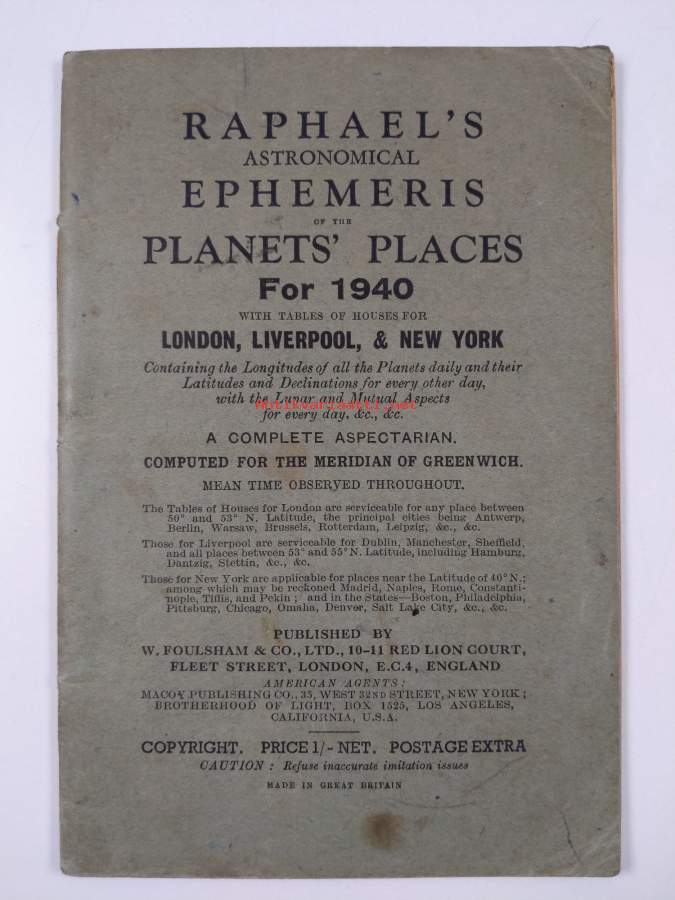 RAPHAEL'S
ASTRONOMICAL
EPHEMERIS
OF THE
PLANETS' PLACES
For 1940
WITH TABLES OF HOUSES FOR
LONDON, LIVERPOOL, & NEW YORK
Containing the Longitudes of all the Planets daily and their
Latitudes and Declinations for every other day,
with the Lunar and Mutual Aspects
antikvariaatti.net
for every day, &c., &c.
A COMPLETE ASPECTARIAN.
COMPUTED FOR THE MERIDIAN OF GREENWICH.
MEAN TIME OBSERVED THROUGHOUT.
The Tables of Houses for London are serviceable for any place between
50° and 53° N. Latitude, the principal cities being Antwerp,
Berlin, Warsaw, Brussels, Rotterdam, Leipzig, &c., &c.
Those for Liverpool are serviceable for Dublin, Manchester, Sheffield,
and all places between 53° and 55° N. Latitude, including Hamburg,
Dantzig, Stettin, &c., &c.
Those for New York are applicable for places near the Latitude of 40° N.;
among which may be reckoned Madrid, Naples, Rome, Constanti-
nople, Tiflis, and Pekin; and in the States—Boston, Philadelphia,
Pittsburg, Chicago, Omaha, Denver, Salt Lake City, &c., &c.
PUBLISHED BY
W. FOULSHAM & CO., LTD., 10-11 RED LION COURT,
FLEET STREET, LONDON, E.C.4, ENGLAND
AMERICAN AGENTS:
MACOY PUBLISHING CO., 35, WEST 32ND STREET, NEW YORK;
BROTHERHOOD OF LIGHT, BOX 1525, LOS ANGELES,
CALIFORNIA, U.S.A.
COPYRIGHT. PRICE 1/- NET. POSTAGE EXTRA
CAUTION: Refuse inaccurate imitation issues
MADE IN GREAT BRITAIN